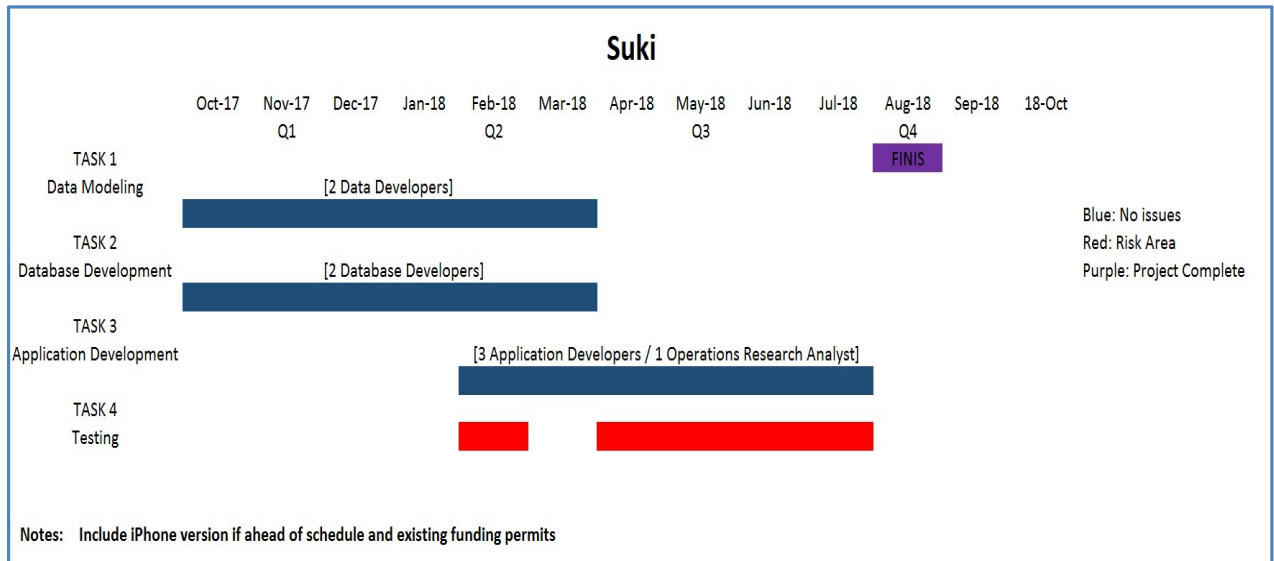 Suki
Oct-17 Nov-17 Dec-17 Jan-18 Feb-18 Mar-18 Apr-18 May-18 Jun-18 Jul-18 Aug-18 Sep-18 18-Oct
Q1 Q2 Q3 Q4
TASK 1 FINIS
Data Modeling [2 Data Developers]
Blue: No issues
TASK 2 Red: Risk Area
Database Development [2 Database Developers] Purple: Project Complete
TASK 3
Application Development [3 Application Developers / 1 Operations Research Analyst]
TASK 4
Testing
Notes: Include iPhone version if ahead of schedule and existing funding permits